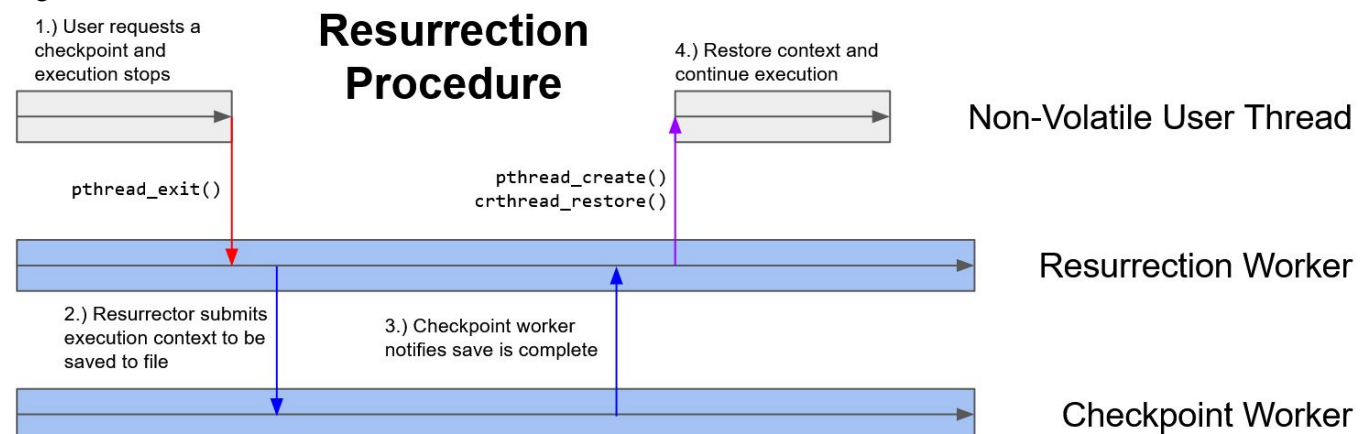 1.) User requests a
checkpoint and
execution stops
Resurrection
Procedure
4.) Restore context and
continue execution
Non-Volatile User Thread
pthread_exit()
pthread_create()
crthread_restore()
Resurrection Worker
2.) Resurrector submits
execution context to be
saved to file
3.) Checkpoint worker
notifies save is complete
Checkpoint Worker